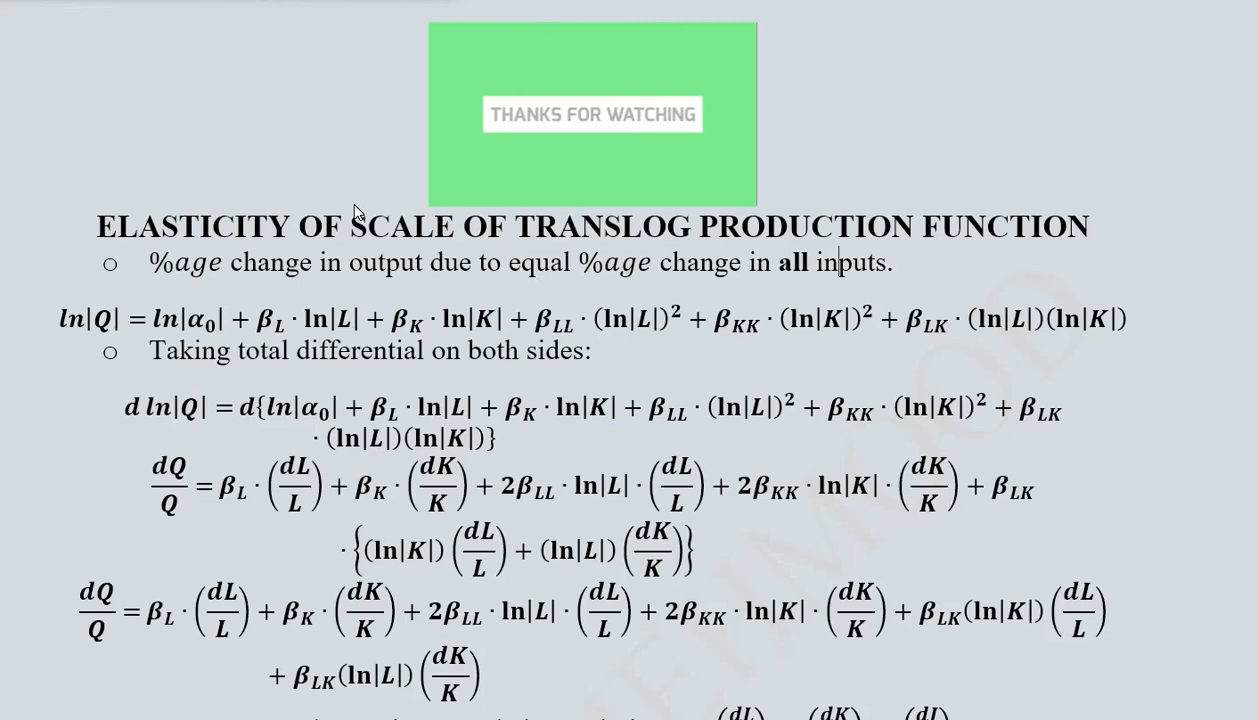 THANKS FOR WATCHING
ELASTICITY OF SCALE OF TRANSLOG PRODUCTION FUNCTION
○ %age change in output due to equal %age change in all inputs.
ln|Q| = ln|α₀| + β_L · ln|L| + β_K · ln|K| + β_LL · (ln|L|)² + β_KK · (ln|K|)² + β_LK · (ln|L|)(ln|K|)
○ Taking total differential on both sides:
d ln|Q| = d{ln|α₀| + β_L · ln|L| + β_K · ln|K| + β_LL · (ln|L|)² + β_KK · (ln|K|)² + β_LK
· (ln|L|)(ln|K|)}
dQ/Q = β_L · (dL/L) + β_K · (dK/K) + 2β_LL · ln|L| · (dL/L) + 2β_KK · ln|K| · (dK/K) + β_LK
· {(ln|K|) (dL/L) + (ln|L|) (dK/K)}
dQ/Q = β_L · (dL/L) + β_K · (dK/K) + 2β_LL · ln|L| · (dL/L) + 2β_KK · ln|K| · (dK/K) + β_LK(ln|K|) (dL/L)
+ β_LK(ln|L|) (dK/K)